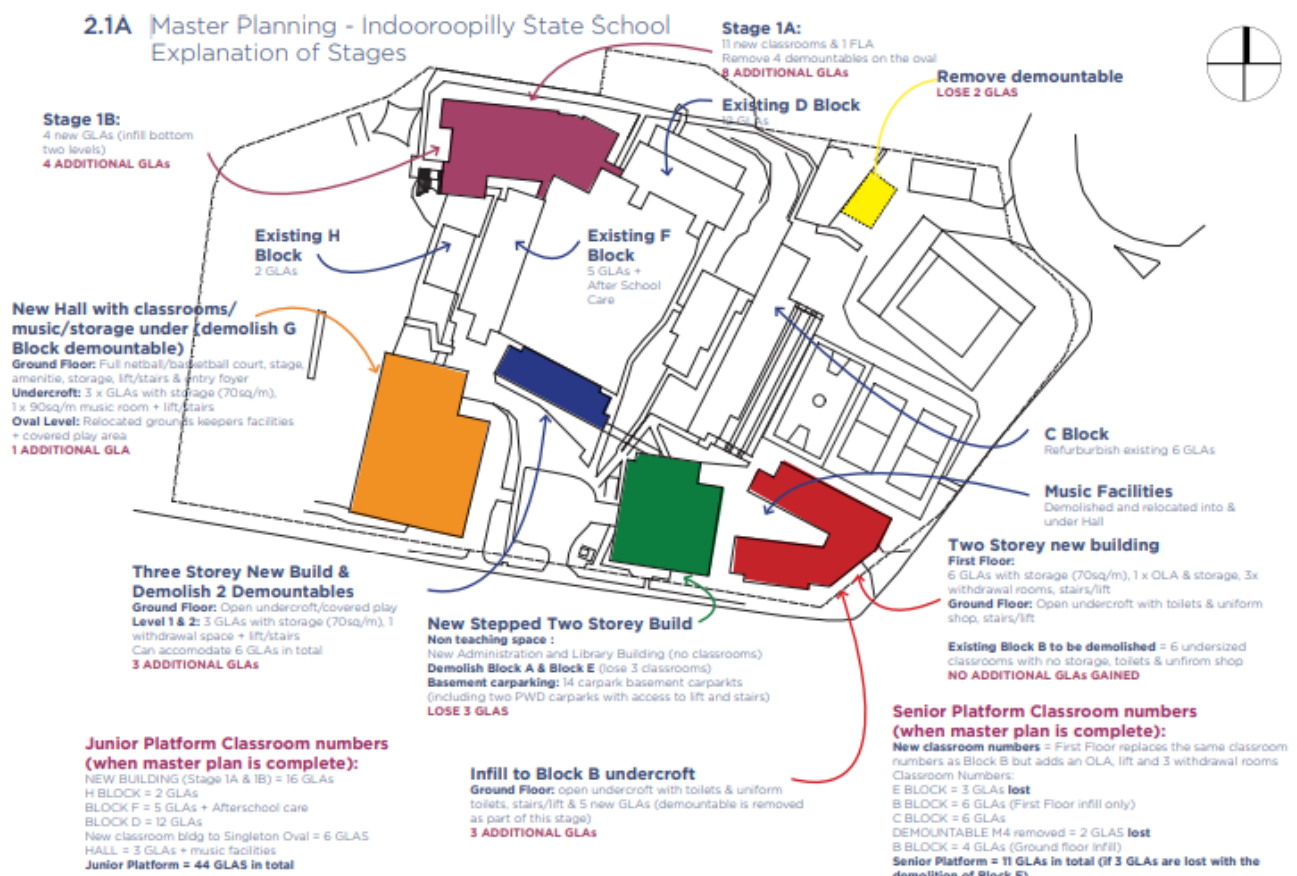 2.1A Master Planning - Indooroopilly State School
Explanation of Stages
Stage 1A:
11 new classrooms & 1 FLA
Remove 4 demountables on the oval
8 ADDITIONAL GLAs
Remove demountable
LOSE 2 GLAS
Existing D Block
12 GLAs
Stage 1B:
4 new GLAs (infill bottom
two levels)
4 ADDITIONAL GLAs
Existing H
Block
2 GLAs
Existing F
Block
5 GLAs +
After School
Care
New Hall with classrooms/
music/storage under (demolish G
Block demountable)
Ground Floor: Full netball/basketball court, stage,
amenitie, storage, lift/stairs & entry foyer
Undercroft: 3 x GLAs with storage (70sq/m),
1 x 90sq/m music room + lift/stairs
Oval Level: Relocated grounds keepers facilities
+ covered play area
1 ADDITIONAL GLA
C Block
Refurburbish existing 6 GLAs
Music Facilities
Demolished and relocated into &
under Hall
Two Storey new building
First Floor:
6 GLAs with storage (70sq/m), 1 x OLA & storage, 3x
withdrawal rooms, stairs/lift
Ground Floor: Open undercroft with toilets & uniform
shop, stairs/lift
Existing Block B to be demolished = 6 undersized
classrooms with no storage, toilets & unfirom shop
NO ADDITIONAL GLAs GAINED
Three Storey New Build &
Demolish 2 Demountables
Ground Floor: Open undercroft/covered play
Level 1 & 2: 3 GLAs with storage (70sq/m), 1
withdrawal space + lift/stairs
Can accomodate 6 GLAs in total
3 ADDITIONAL GLAs
New Stepped Two Storey Build
Non teaching space :
New Administration and Library Building (no classrooms)
Demolish Block A & Block E (lose 3 classrooms)
Basement carparking: 14 carpark basement carparkts
(including two PWD carparks with access to lift and stairs)
LOSE 3 GLAS
Infill to Block B undercroft
Ground Floor: open undercroft with toilets & uniform
toilets, stairs/lift & 5 new GLAs (demountable is removed
as part of this stage)
3 ADDITIONAL GLAs
Junior Platform Classroom numbers
(when master plan is complete):
NEW BUILDING (Stage 1A & 1B) = 16 GLAs
H BLOCK = 2 GLAs
BLOCK F = 5 GLAs + Afterschool care
BLOCK D = 12 GLAs
New classroom bldg to Singleton Oval = 6 GLAS
HALL = 3 GLAs + music facilities
Junior Platform = 44 GLAS in total
Senior Platform Classroom numbers
(when master plan is complete):
New classroom numbers = First Floor replaces the same classroom
numbers as Block B but adds an OLA, lift and 3 withdrawal rooms
Classroom Numbers:
E BLOCK = 3 GLAs lost
B BLOCK = 6 GLAs (First Floor infill only)
C BLOCK = 6 GLAs
DEMOUNTABLE M4 removed = 2 GLAS lost
B BLOCK = 4 GLAs (Ground floor Infill)
Senior Platform = 11 GLAs in total (if 3 GLAs are lost with the
demolition of Block E)